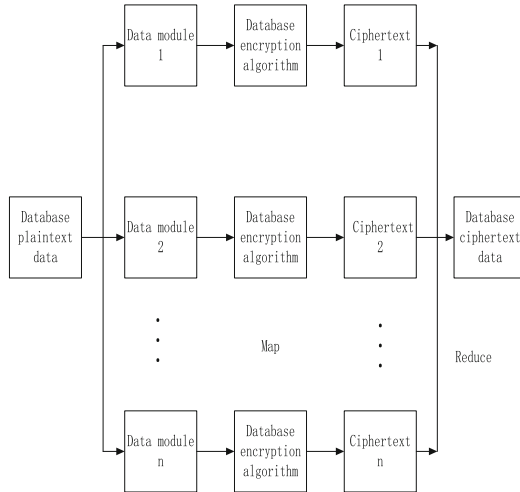 Data module
1
Database
encryption
algorithm
Ciphertext
1
Database
plaintext
data
Data module
2
Database
encryption
algorithm
Ciphertext
2
Database
ciphertext
data
Map
Reduce
Data module
n
Database
encryption
algorithm
Ciphertext
n